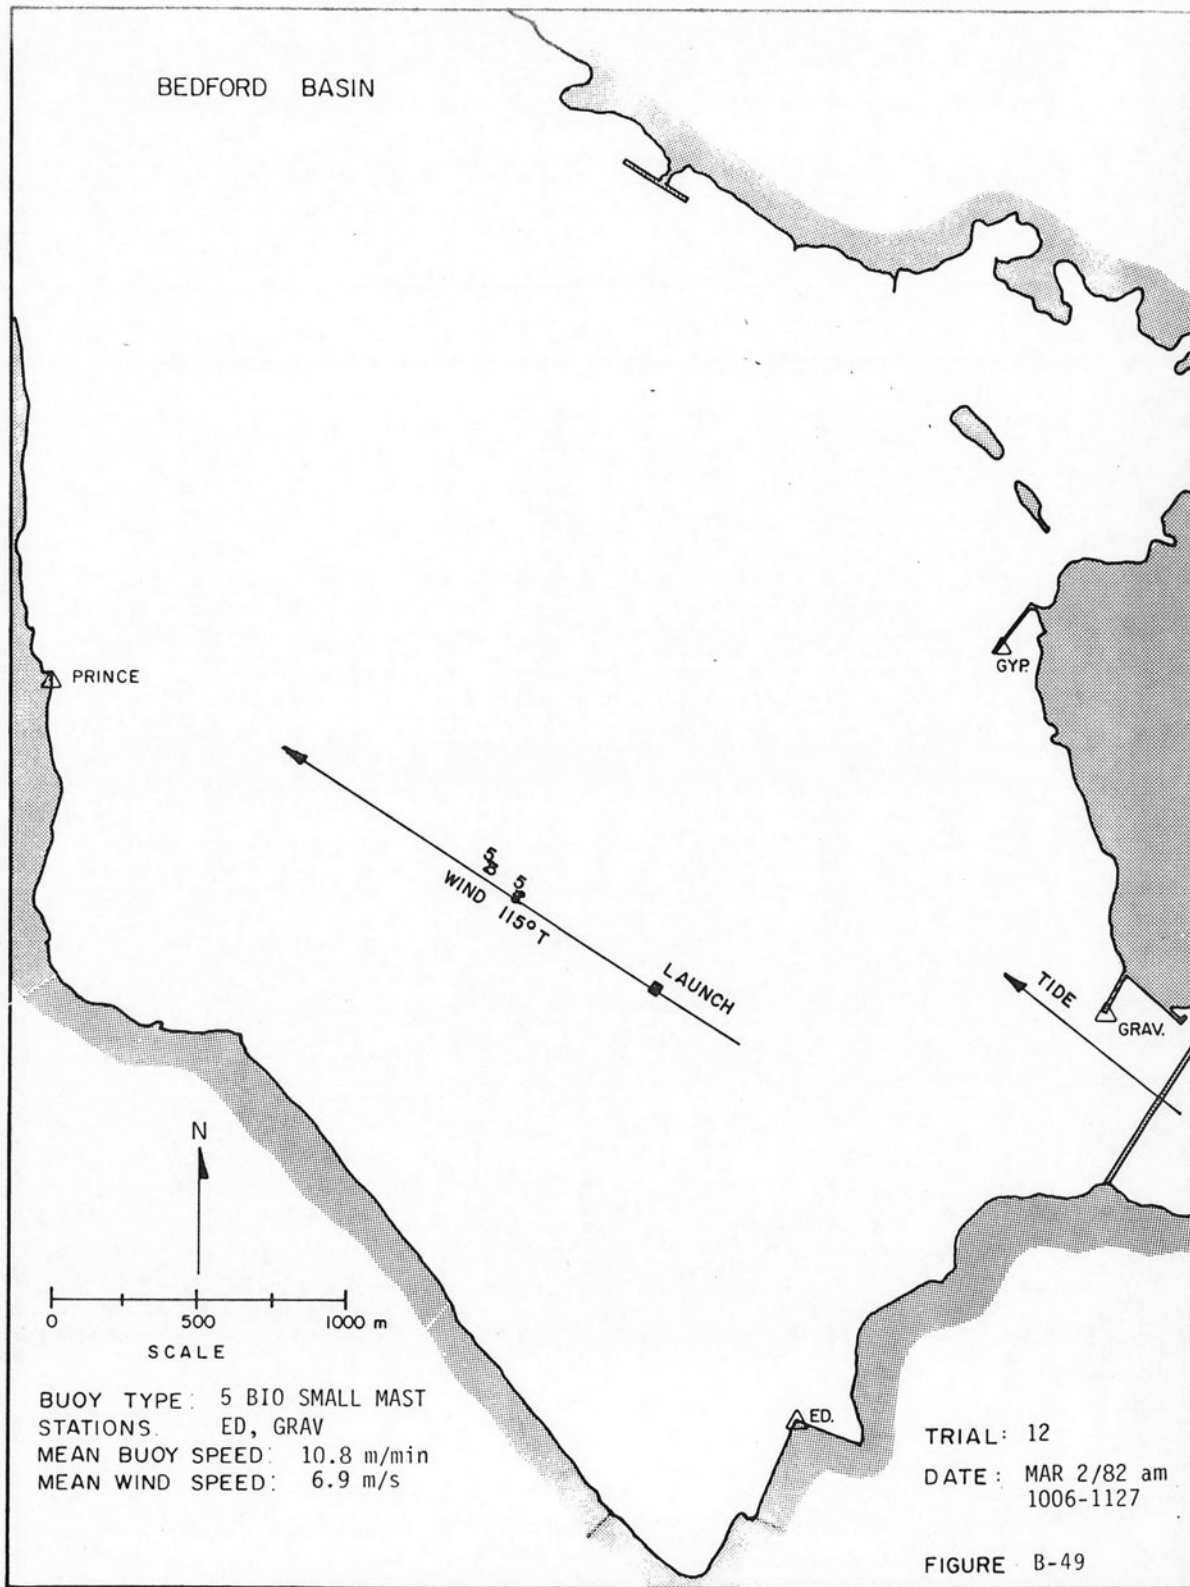 BEDFORD BASIN
PRINCE
GYP.
5
5
WIND 115° T
LAUNCH
TIDE
GRAV.
N
0 500 1000 m
SCALE
ED.
BUOY TYPE: 5 BIO SMALL MAST
STATIONS. ED, GRAV
MEAN BUOY SPEED: 10.8 m/min
MEAN WIND SPEED: 6.9 m/s
TRIAL: 12
DATE: MAR 2/82 am
1006-1127
FIGURE B-49